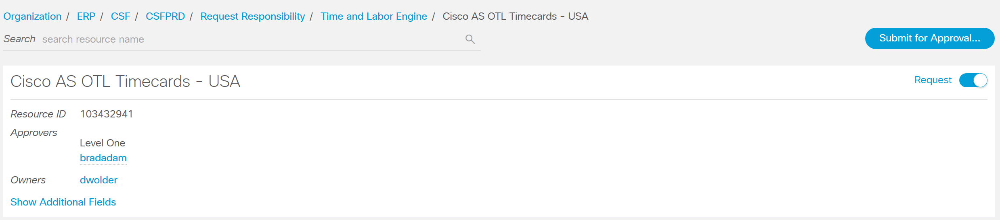 Organization / ERP / CSF / CSFPRD / Request Responsibility / Time and Labor Engine / Cisco AS OTL Timecards - USA
Search search resource name
Submit for Approval...
Cisco AS OTL Timecards - USA
Request
Resource ID 103432941
Approvers
Level One
bradadam
Owners dwolder
Show Additional Fields